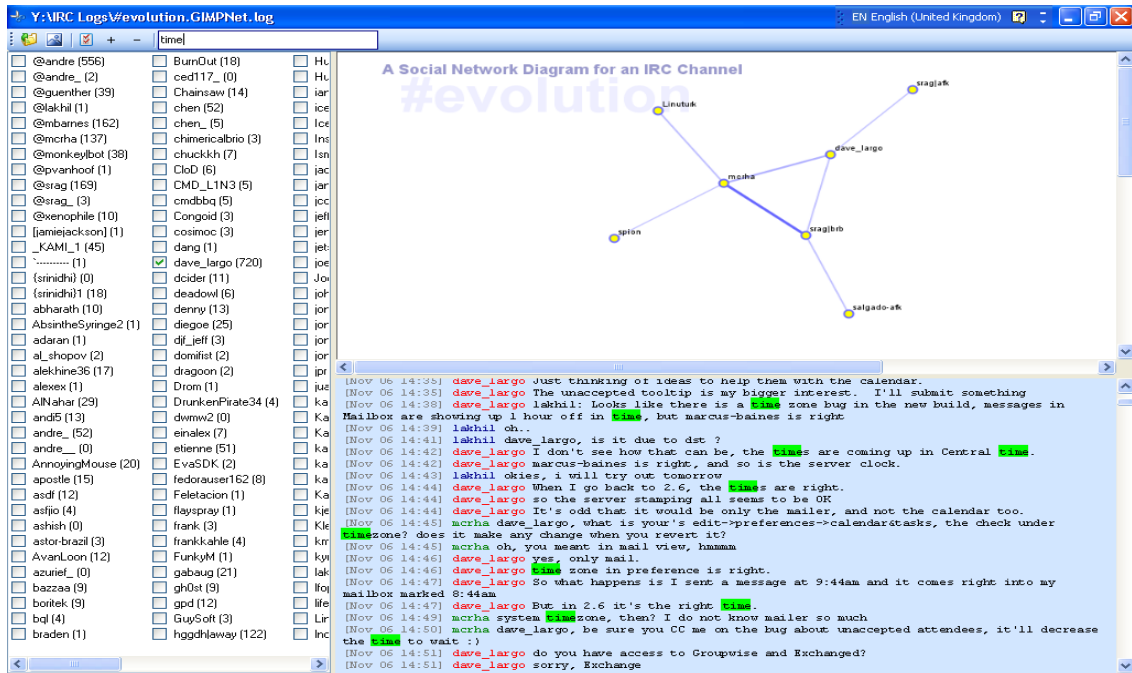 Y:\IRC Logs\#evolution.GIMPNet.log
EN English (United Kingdom)
time
@andre (556)
@andre_ (2)
@guenther (39)
@lakhil (1)
@mbarnes (162)
@mcrha (137)
@monkey|bot (38)
@pvanhoof (1)
@srag (169)
@srag_ (3)
@xenophile (10)
[jamiejackson] (1)
_KAMI_1 (45)
`---------- (1)
{srinidhi} (0)
{srinidhi}1 (18)
abharath (10)
AbsintheSyringe2 (1)
adaran (1)
al_shopov (2)
alekhine36 (17)
alexex (1)
AlNahar (29)
andi5 (13)
andre_ (52)
andre__ (0)
AnnoyingMouse (20)
apostle (15)
asdf (12)
asfjio (4)
ashish (0)
astor-brazil (3)
AvanLoon (12)
azurief_ (0)
bazzaa (9)
boritek (9)
bql (4)
braden (1)
BurnOut (18)
ced117_ (0)
Chainsaw (14)
chen (52)
chen_ (5)
chimericalbrio (3)
chuckkh (7)
CloD (6)
CMD_L1N3 (5)
cmdbbq (5)
Congoid (3)
cosimoc (3)
dang (1)
dave_largo (720)
dcider (11)
deadowl (6)
denny (13)
diegoe (25)
djf_jeff (3)
domifist (2)
dragoon (2)
Drom (1)
DrunkenPirate34 (4)
dwmw2 (0)
einalex (7)
etienne (51)
EvaSDK (2)
fedorauser162 (8)
Feletacion (1)
flayspray (1)
frank (3)
frankkahle (4)
FunkyM (1)
gabaug (21)
gh0st (9)
gpd (12)
GuySoft (3)
hggdh|away (122)
A Social Network Diagram for an IRC Channel
#evolution
Linuturk
srag|afk
dave_largo
mcrha
spion
srag|brb
salgado-afk
[Nov 06 14:35] dave_largo Just thinking of ideas to help them with the calendar.
[Nov 06 14:35] dave_largo The unaccepted tooltip is my bigger interest. I'll submit something
[Nov 06 14:38] dave_largo lakhil: Looks like there is a time zone bug in the new build, messages in
Mailbox are showing up 1 hour off in time, but marcus-baines is right
[Nov 06 14:39] lakhil oh..
[Nov 06 14:41] lakhil dave_largo, is it due to dst ?
[Nov 06 14:42] dave_largo I don't see how that can be, the times are coming up in Central time.
[Nov 06 14:42] dave_largo marcus-baines is right, and so is the server clock.
[Nov 06 14:43] lakhil okies, i will try out tomorrow
[Nov 06 14:44] dave_largo When I go back to 2.6, the times are right.
[Nov 06 14:44] dave_largo so the server stamping all seems to be OK
[Nov 06 14:44] dave_largo It's odd that it would be only the mailer, and not the calendar too.
[Nov 06 14:45] mcrha dave_largo, what is your's edit->preferences->calendar&tasks, the check under
timezone? does it make any change when you revert it?
[Nov 06 14:45] mcrha oh, you meant in mail view, hmmmm
[Nov 06 14:46] dave_largo yes, only mail.
[Nov 06 14:46] dave_largo time zone in preference is right.
[Nov 06 14:47] dave_largo So what happens is I sent a message at 9:44am and it comes right into my
mailbox marked 8:44am
[Nov 06 14:47] dave_largo But in 2.6 it's the right time.
[Nov 06 14:49] mcrha system timezone, then? I do not know mailer so much
[Nov 06 14:50] mcrha dave_largo, be sure you CC me on the bug about unaccepted attendees, it'll decrease
the time to wait :)
[Nov 06 14:51] dave_largo do you have access to Groupwise and Exchanged?
[Nov 06 14:51] dave_largo sorry, Exchange